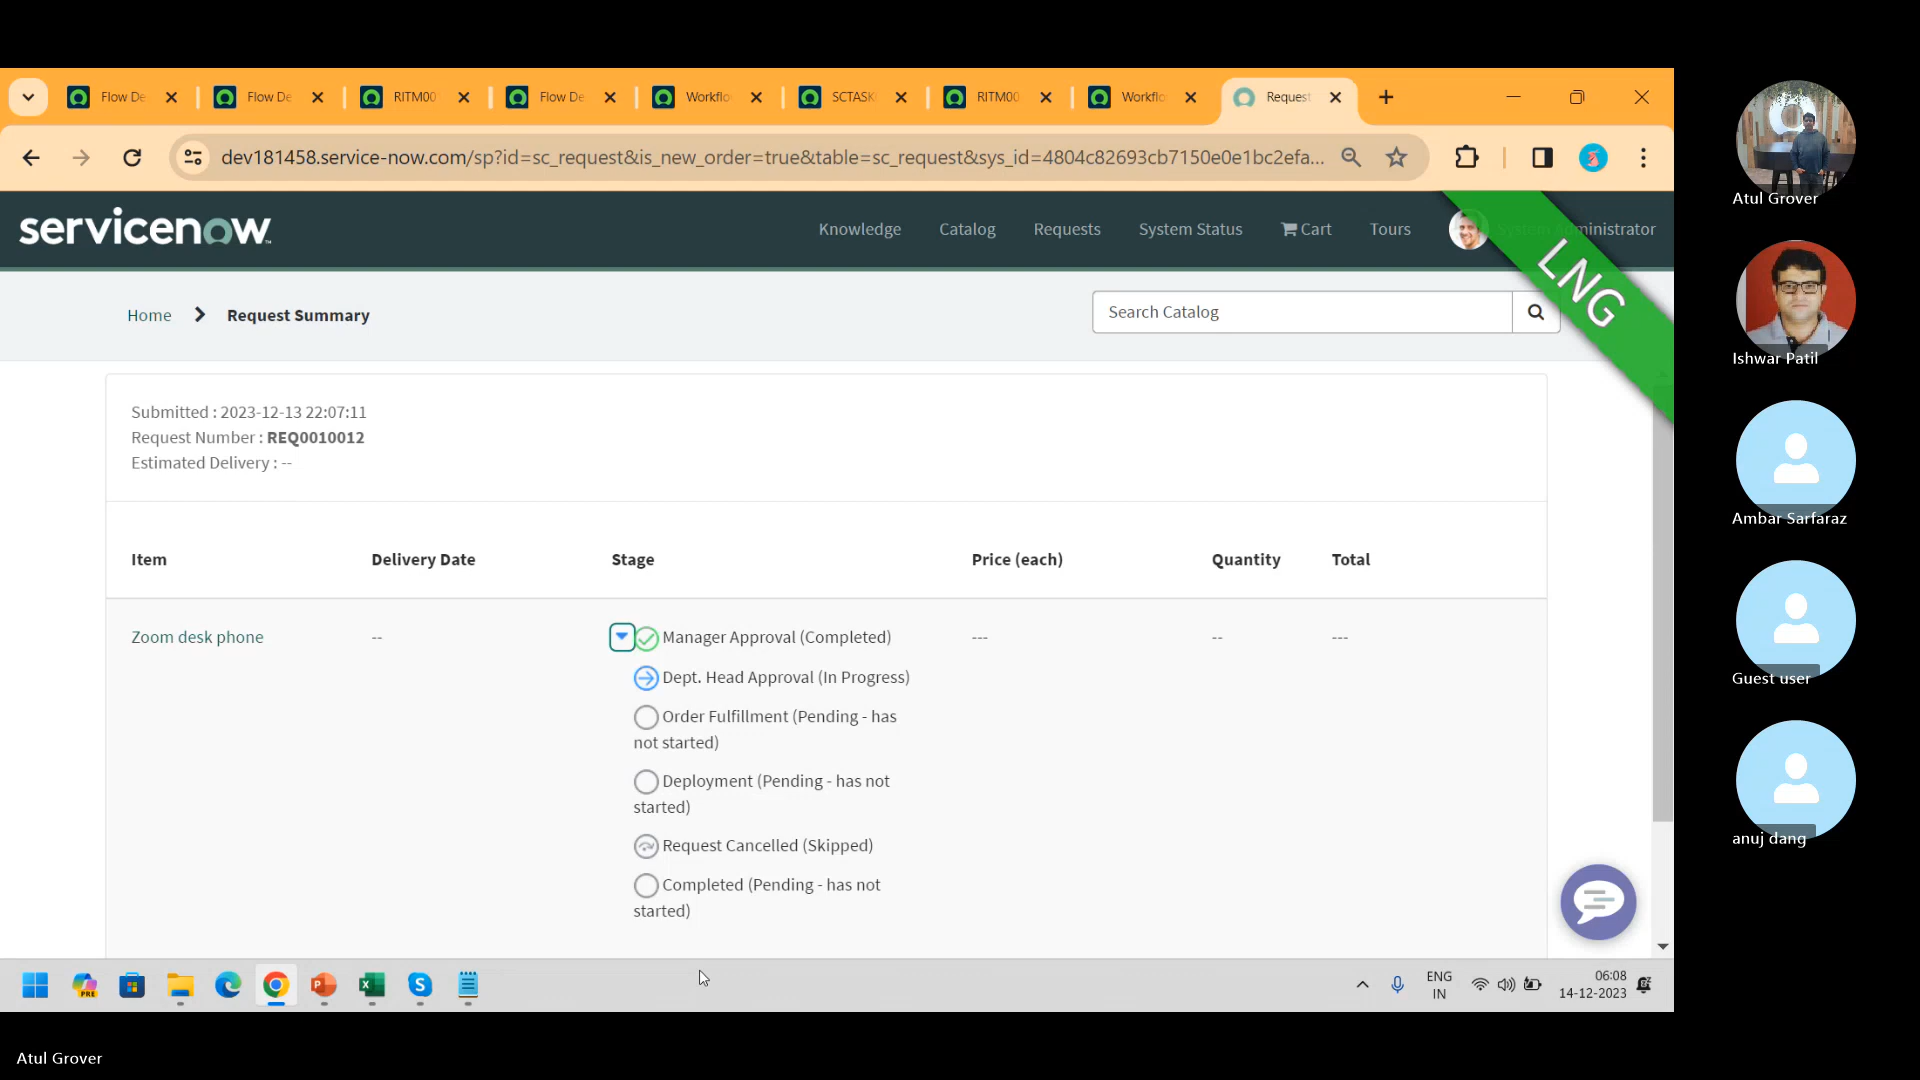 Flow De
Flow De
RITM00
Flow De
Workflo
SCTASK
RITM00
Workflo
Request
dev181458.service-now.com/sp?id=sc_request&is_new_order=true&table=sc_request&sys_id=4804c82693cb7150e0e1bc2efa...
servicenow
Knowledge
Catalog
Requests
System Status
Cart
Tours
System Administrator
LNG
Home
Request Summary
Search Catalog
Submitted : 2023-12-13 22:07:11
Request Number : REQ0010012
Estimated Delivery : --
Item
Delivery Date
Stage
Price (each)
Quantity
Total
Zoom desk phone
--
Manager Approval (Completed)
Dept. Head Approval (In Progress)
Order Fulfillment (Pending - has
not started)
Deployment (Pending - has not
started)
Request Cancelled (Skipped)
Completed (Pending - has not
started)
---
--
---
PRE
ENG
IN
06:08
14-12-2023
Atul Grover
Ishwar Patil
Ambar Sarfaraz
Guest user
anuj dang
Atul Grover